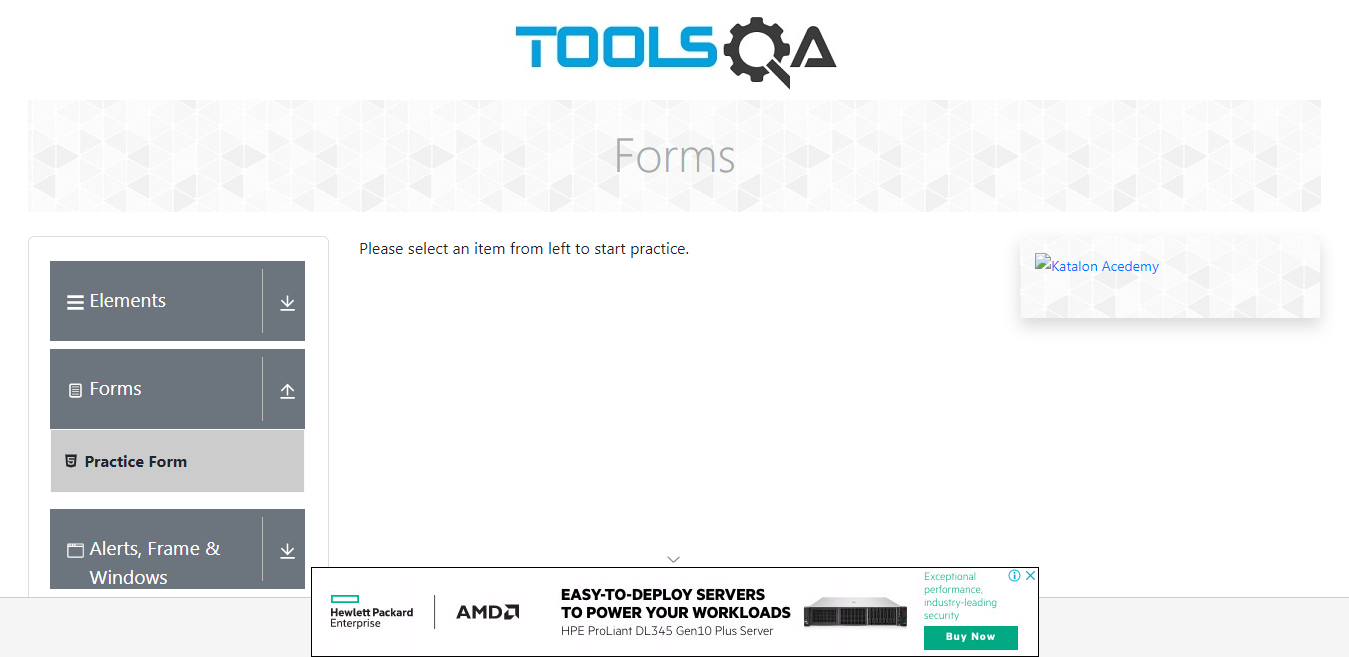 TOOLSQA
Forms
Elements
Forms
Practice Form
Alerts, Frame &
Windows
Please select an item from left to start practice.
Katalon Acedemy
Hewlett Packard
Enterprise
AMD
EASY-TO-DEPLOY SERVERS
TO POWER YOUR WORKLOADS
HPE ProLiant DL345 Gen10 Plus Server
Exceptional
performance,
industry-leading
security
Buy Now